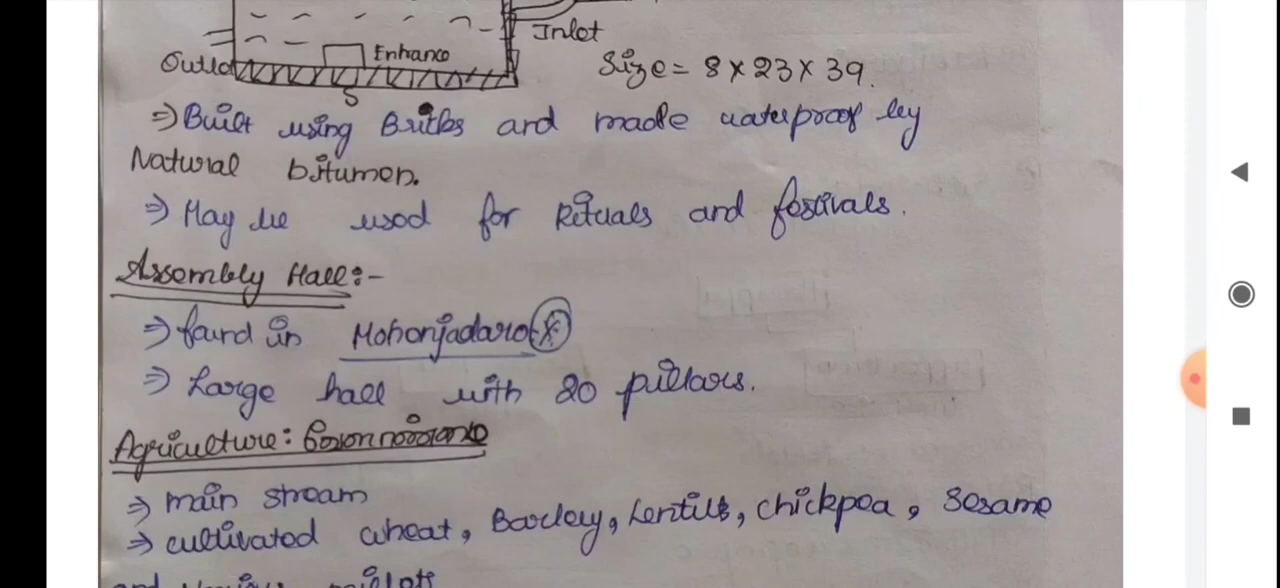 Inlet
Enhance
Outlet
Size = 8 × 23 × 39.
S
⇒ Built using Bricks and made waterproof by
Natural bitumen.
⇒ May be used for Rituals and festivals.
Assembly Hall:-
⇒ found in Mohonjadaro
⇒ Large hall with 20 pillars.
Agriculture:
⇒ main stream
⇒ cultivated wheat, Barley, Lentils, chickpea, Sesame
and